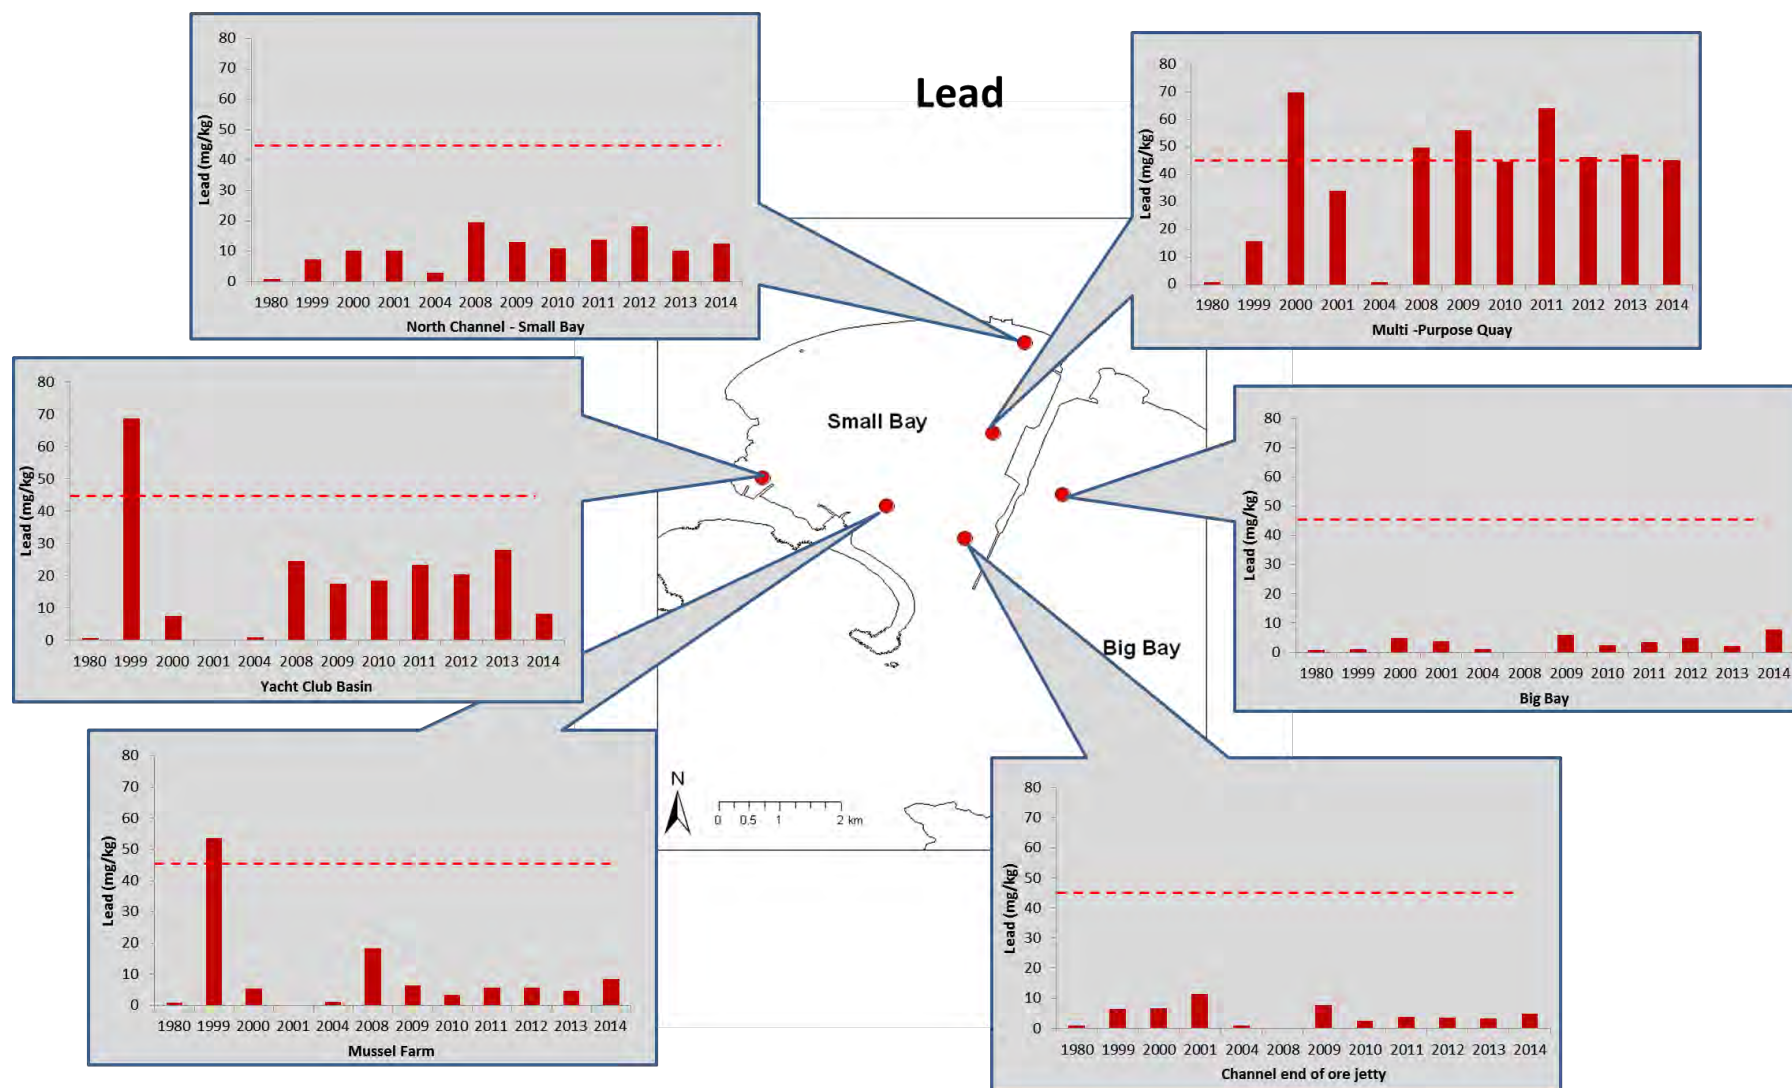 Lead
80
70
60
50
40
30
20
10
0
Lead (mg/kg)
1980 1999 2000 2001 2004 2008 2009 2010 2011 2012 2013 2014
North Channel - Small Bay
80
70
60
50
40
30
20
10
0
Lead (mg/kg)
1980 1999 2000 2001 2004 2008 2009 2010 2011 2012 2013 2014
Multi -Purpose Quay
80
70
60
50
40
30
20
10
0
Lead (mg/kg)
1980 1999 2000 2001 2004 2008 2009 2010 2011 2012 2013 2014
Yacht Club Basin
Small Bay
Big Bay
80
70
60
50
40
30
20
10
0
Lead (mg/kg)
1980 1999 2000 2001 2004 2008 2009 2010 2011 2012 2013 2014
Big Bay
80
70
60
50
40
30
20
10
0
Lead (mg/kg)
1980 1999 2000 2001 2004 2008 2009 2010 2011 2012 2013 2014
Mussel Farm
N
0 0.5 1 2 km
80
70
60
50
40
30
20
10
0
Lead (mg/kg)
1980 1999 2000 2001 2004 2008 2009 2010 2011 2012 2013 2014
Channel end of ore jetty